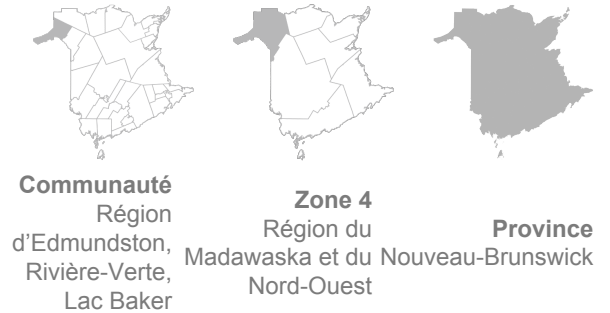 Communauté
Région
d'Edmundston,
Rivière-Verte,
Lac Baker
Zone 4
Région du
Madawaska et du
Nord-Ouest
Province
Nouveau-Brunswick